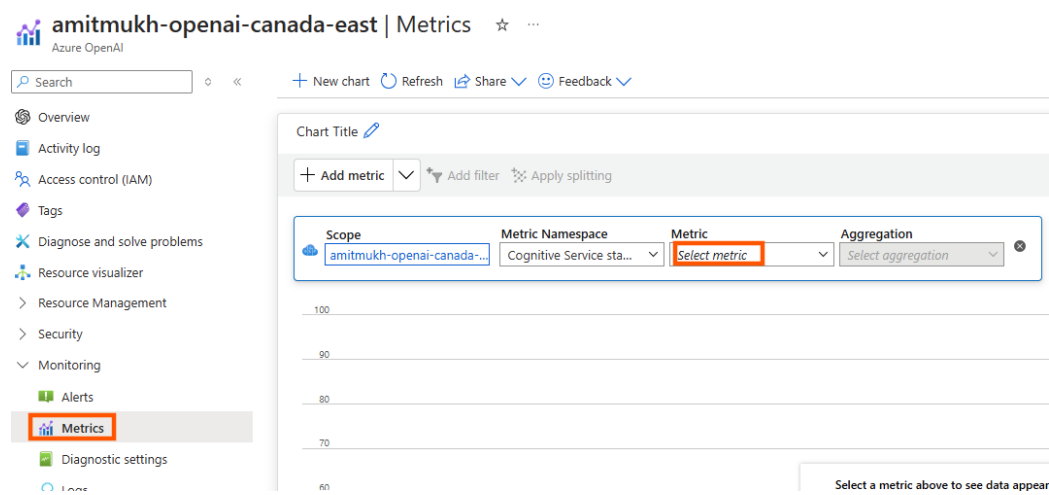 amitmukh-openai-canada-east | Metrics
Azure OpenAI
Search
New chart Refresh Share Feedback
Overview
Activity log
Access control (IAM)
Tags
Diagnose and solve problems
Resource visualizer
Resource Management
Security
Monitoring
Alerts
Metrics
Diagnostic settings
Logs
Chart Title
Add metric Add filter Apply splitting
Scope Metric Namespace Metric Aggregation
amitmukh-openai-canada-... Cognitive Service sta... Select metric Select aggregation
100
90
80
70
60
Select a metric above to see data appear